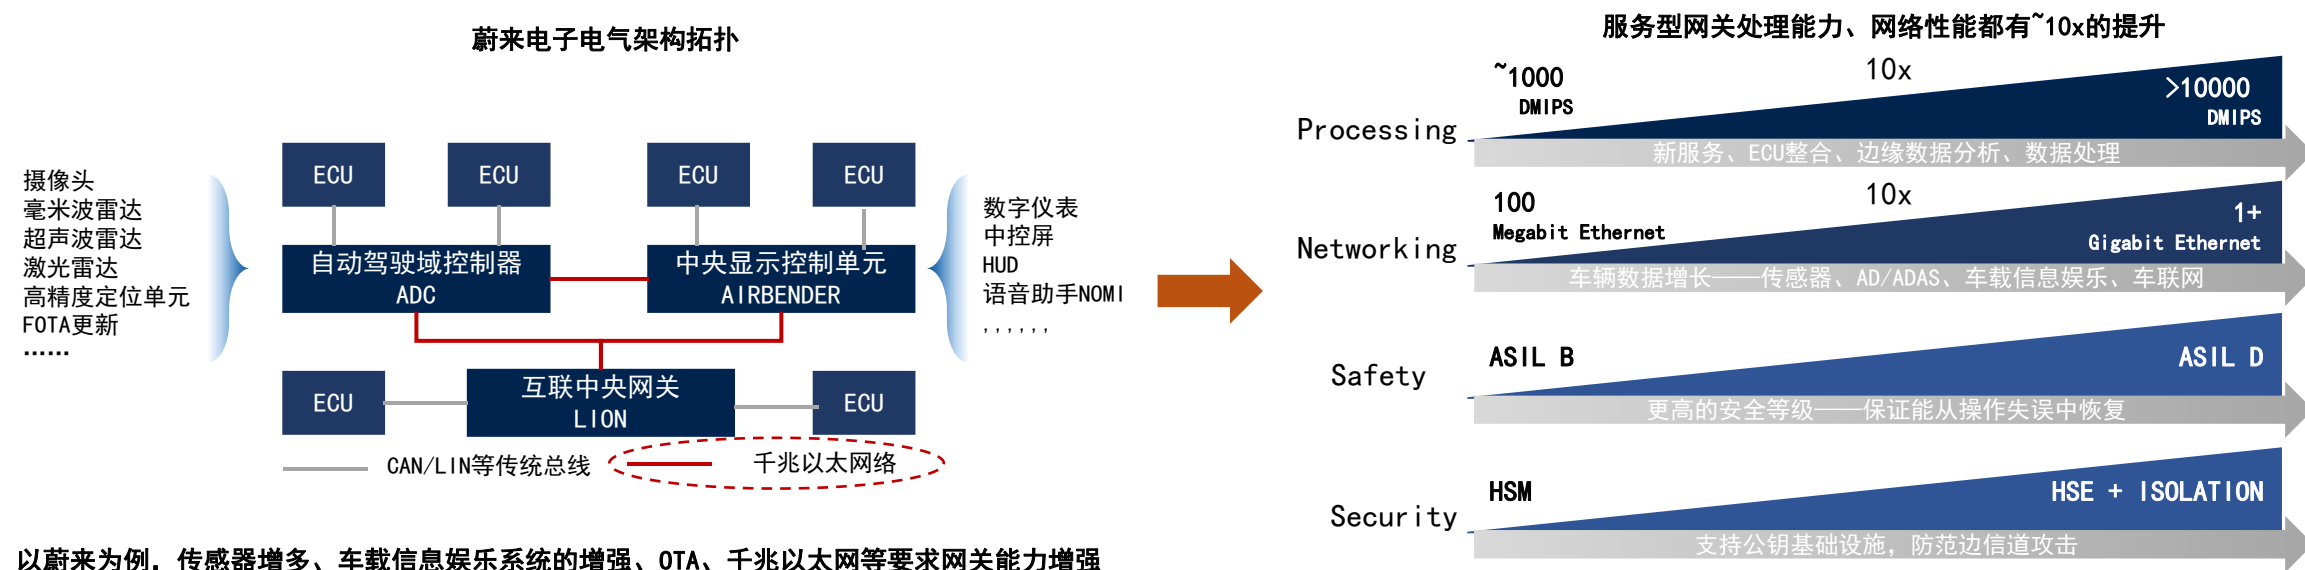 蔚来电子电气架构拓扑
ECU
ECU
ECU
ECU
摄像头
毫米波雷达
超声波雷达
激光雷达
高精度定位单元
FOTA更新
……
自动驾驶域控制器
ADC
中央显示控制单元
AIRBENDER
数字仪表
中控屏
HUD
语音助手NOMI
,,,,,,
ECU
互联中央网关
LION
ECU
CAN/LIN等传统总线
千兆以太网络
以蔚来为例，传感器增多、车载信息娱乐系统的增强、OTA、千兆以太网等要求网关能力增强
服务型网关处理能力、网络性能都有~10x的提升
Processing
~1000
DMIPS
10x
>10000
DMIPS
新服务、ECU整合、边缘数据分析、数据处理
Networking
100
Megabit Ethernet
10x
1+
Gigabit Ethernet
车辆数据增长——传感器、AD/ADAS、车载信息娱乐、车联网
Safety
ASIL B
ASIL D
更高的安全等级——保证能从操作失误中恢复
Security
HSM
HSE + ISOLATION
支持公钥基础设施，防范边信道攻击